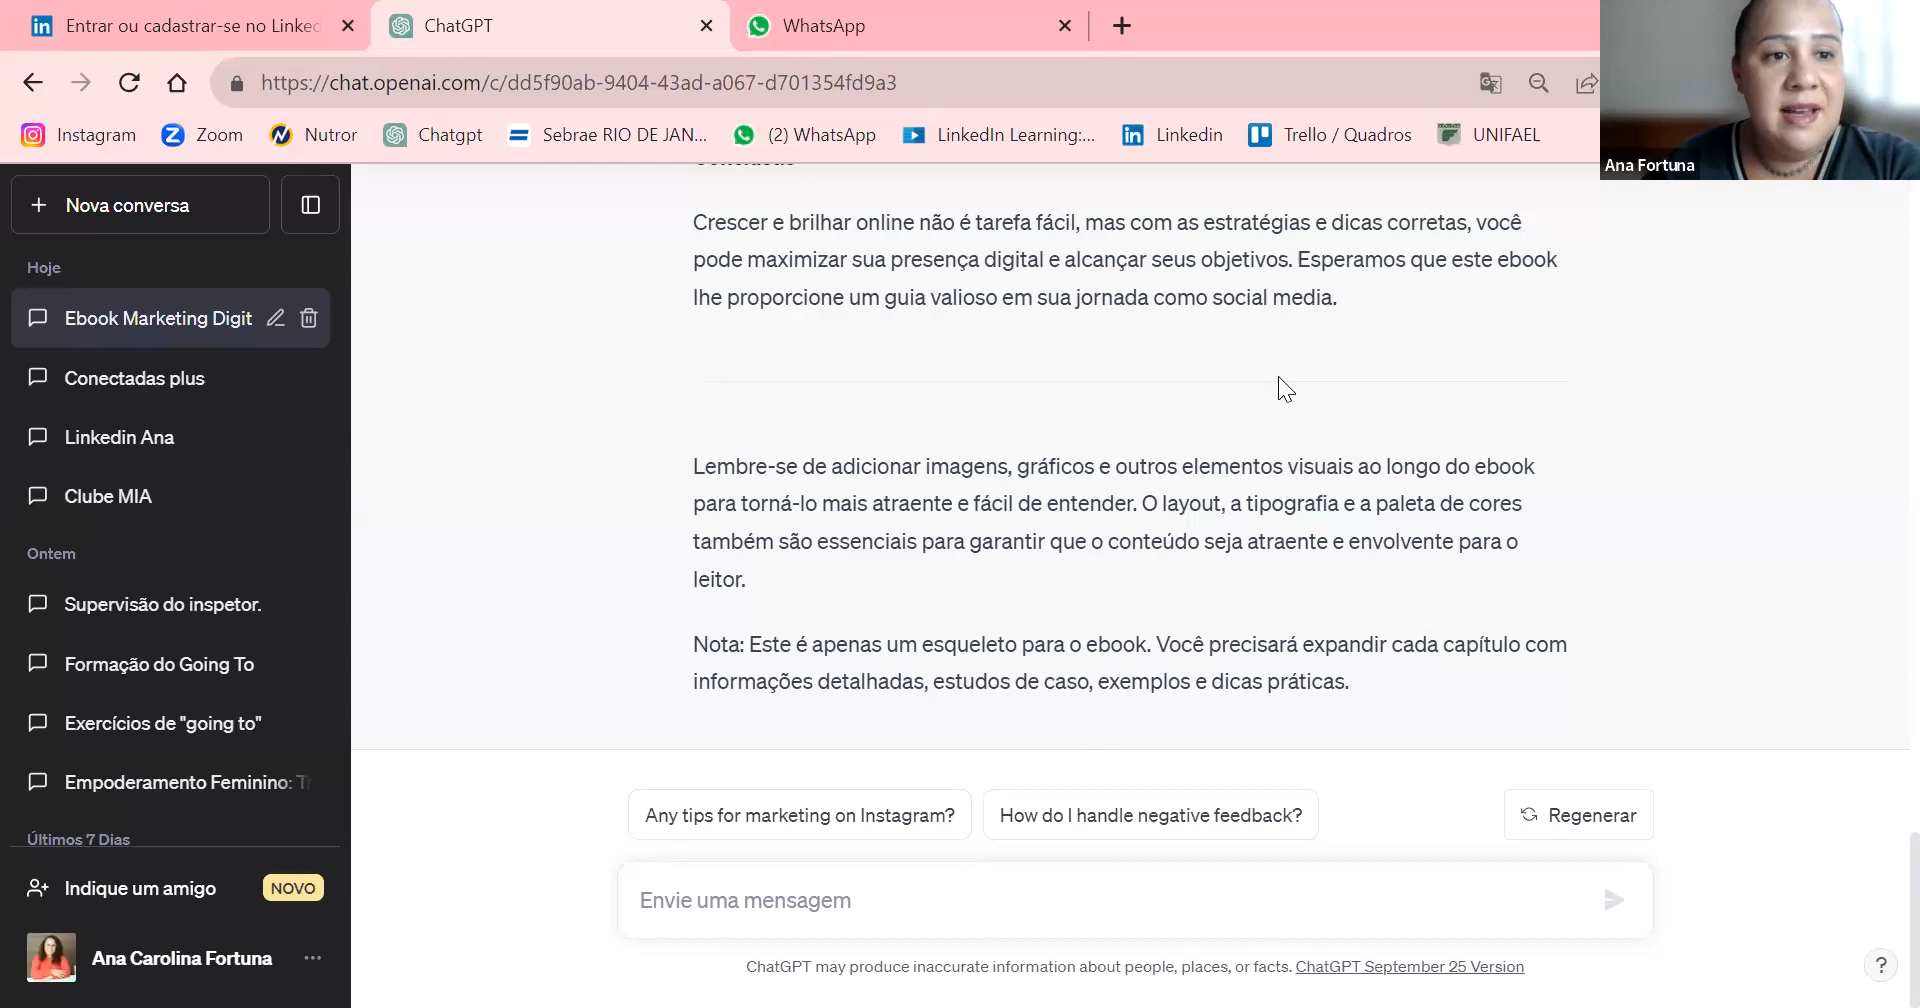 Entrar ou cadastrar-se no Linked
ChatGPT
WhatsApp
https://chat.openai.com/c/dd5f90ab-9404-43ad-a067-d701354fd9a3
Instagram
Zoom
Nutror
Chatgpt
Sebrae RIO DE JAN...
(2) WhatsApp
LinkedIn Learning:...
Linkedin
Trello / Quadros
UNIFAEL
Ana Fortuna
Nova conversa
Hoje
Ebook Marketing Digit
Conectadas plus
Linkedin Ana
Clube MIA
Ontem
Supervisão do inspetor.
Formação do Going To
Exercícios de "going to"
Empoderamento Feminino:
Últimos 7 Dias
Indique um amigo
NOVO
Ana Carolina Fortuna
Crescer e brilhar online não é tarefa fácil, mas com as estratégias e dicas corretas, você
pode maximizar sua presença digital e alcançar seus objetivos. Esperamos que este ebook
lhe proporcione um guia valioso em sua jornada como social media.
Lembre-se de adicionar imagens, gráficos e outros elementos visuais ao longo do ebook
para torná-lo mais atraente e fácil de entender. O layout, a tipografia e a paleta de cores
também são essenciais para garantir que o conteúdo seja atraente e envolvente para o
leitor.
Nota: Este é apenas um esqueleto para o ebook. Você precisará expandir cada capítulo com
informações detalhadas, estudos de caso, exemplos e dicas práticas.
Any tips for marketing on Instagram?
How do I handle negative feedback?
Regenerar
Envie uma mensagem
ChatGPT may produce inaccurate information about people, places, or facts. ChatGPT September 25 Version
?